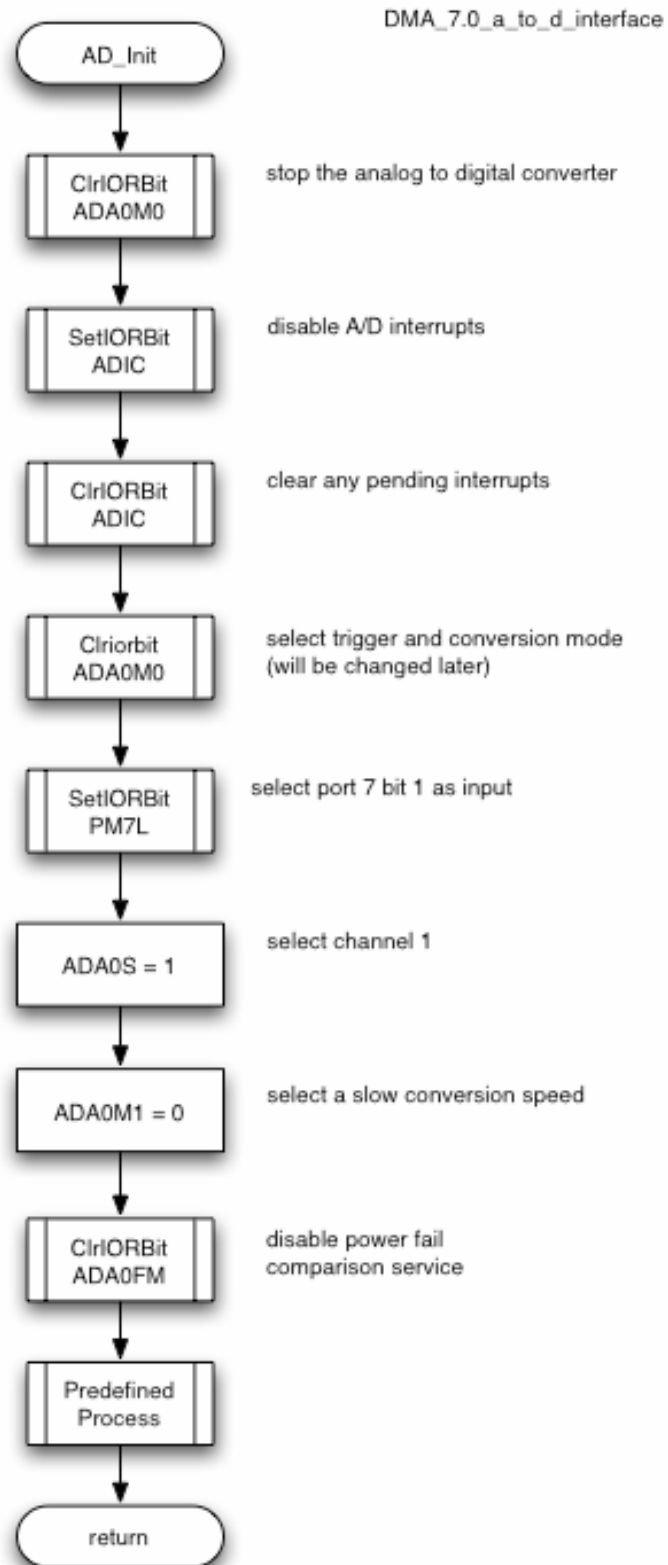 DMA_7.0_a_to_d_interface
AD_Init
ClrIORBit
ADA0M0
stop the analog to digital converter
SetIORBit
ADIC
disable A/D interrupts
ClrIORBit
ADIC
clear any pending interrupts
Clriorbit
ADA0M0
select trigger and conversion mode
(will be changed later)
SetIORBit
PM7L
select port 7 bit 1 as input
ADA0S = 1
select channel 1
ADA0M1 = 0
select a slow conversion speed
ClrIORBit
ADA0FM
disable power fail
comparison service
Predefined
Process
return